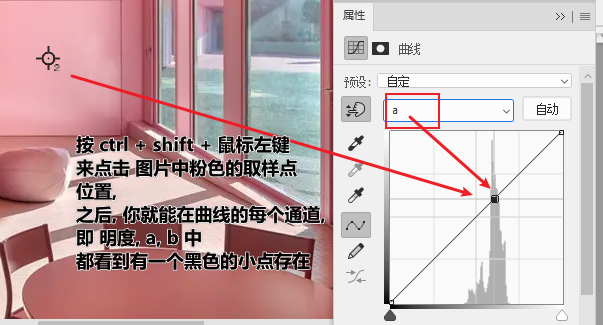 属性
曲线
预设: 自定
a
自动
2
按 ctrl + shift + 鼠标左键
来点击 图片中粉色的取样点
位置,
之后, 你就能在曲线的每个通道,
即 明度, a, b 中
都看到有一个黑色的小点存在